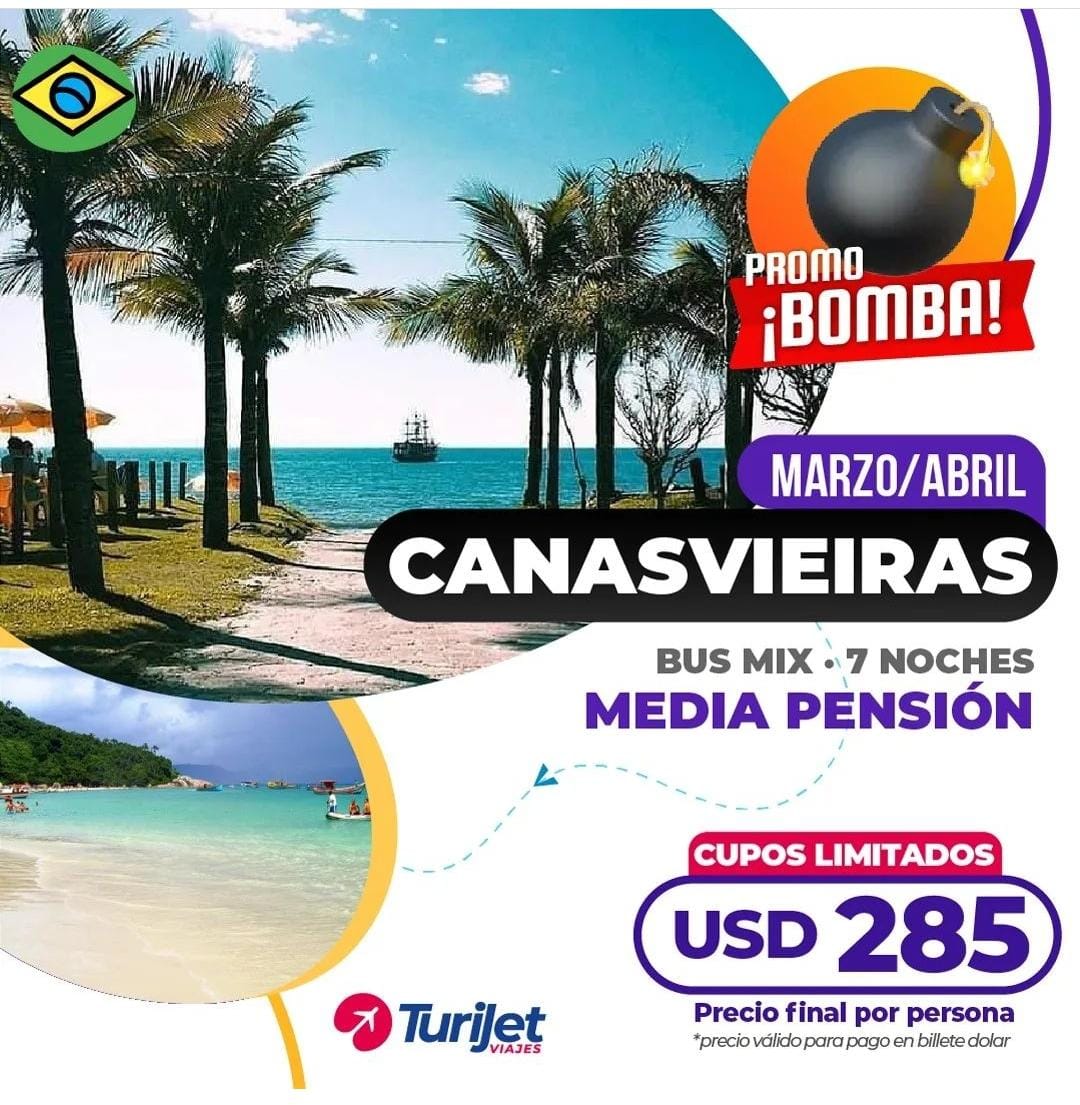 PROMO
¡BOMBA!
MARZO/ABRIL
CANASVIEIRAS
BUS MIX • 7 NOCHES
MEDIA PENSIÓN
CUPOS LIMITADOS
USD 285
Precio final por persona
*precio válido para pago en billete dolar
TuriJet
VIAJES